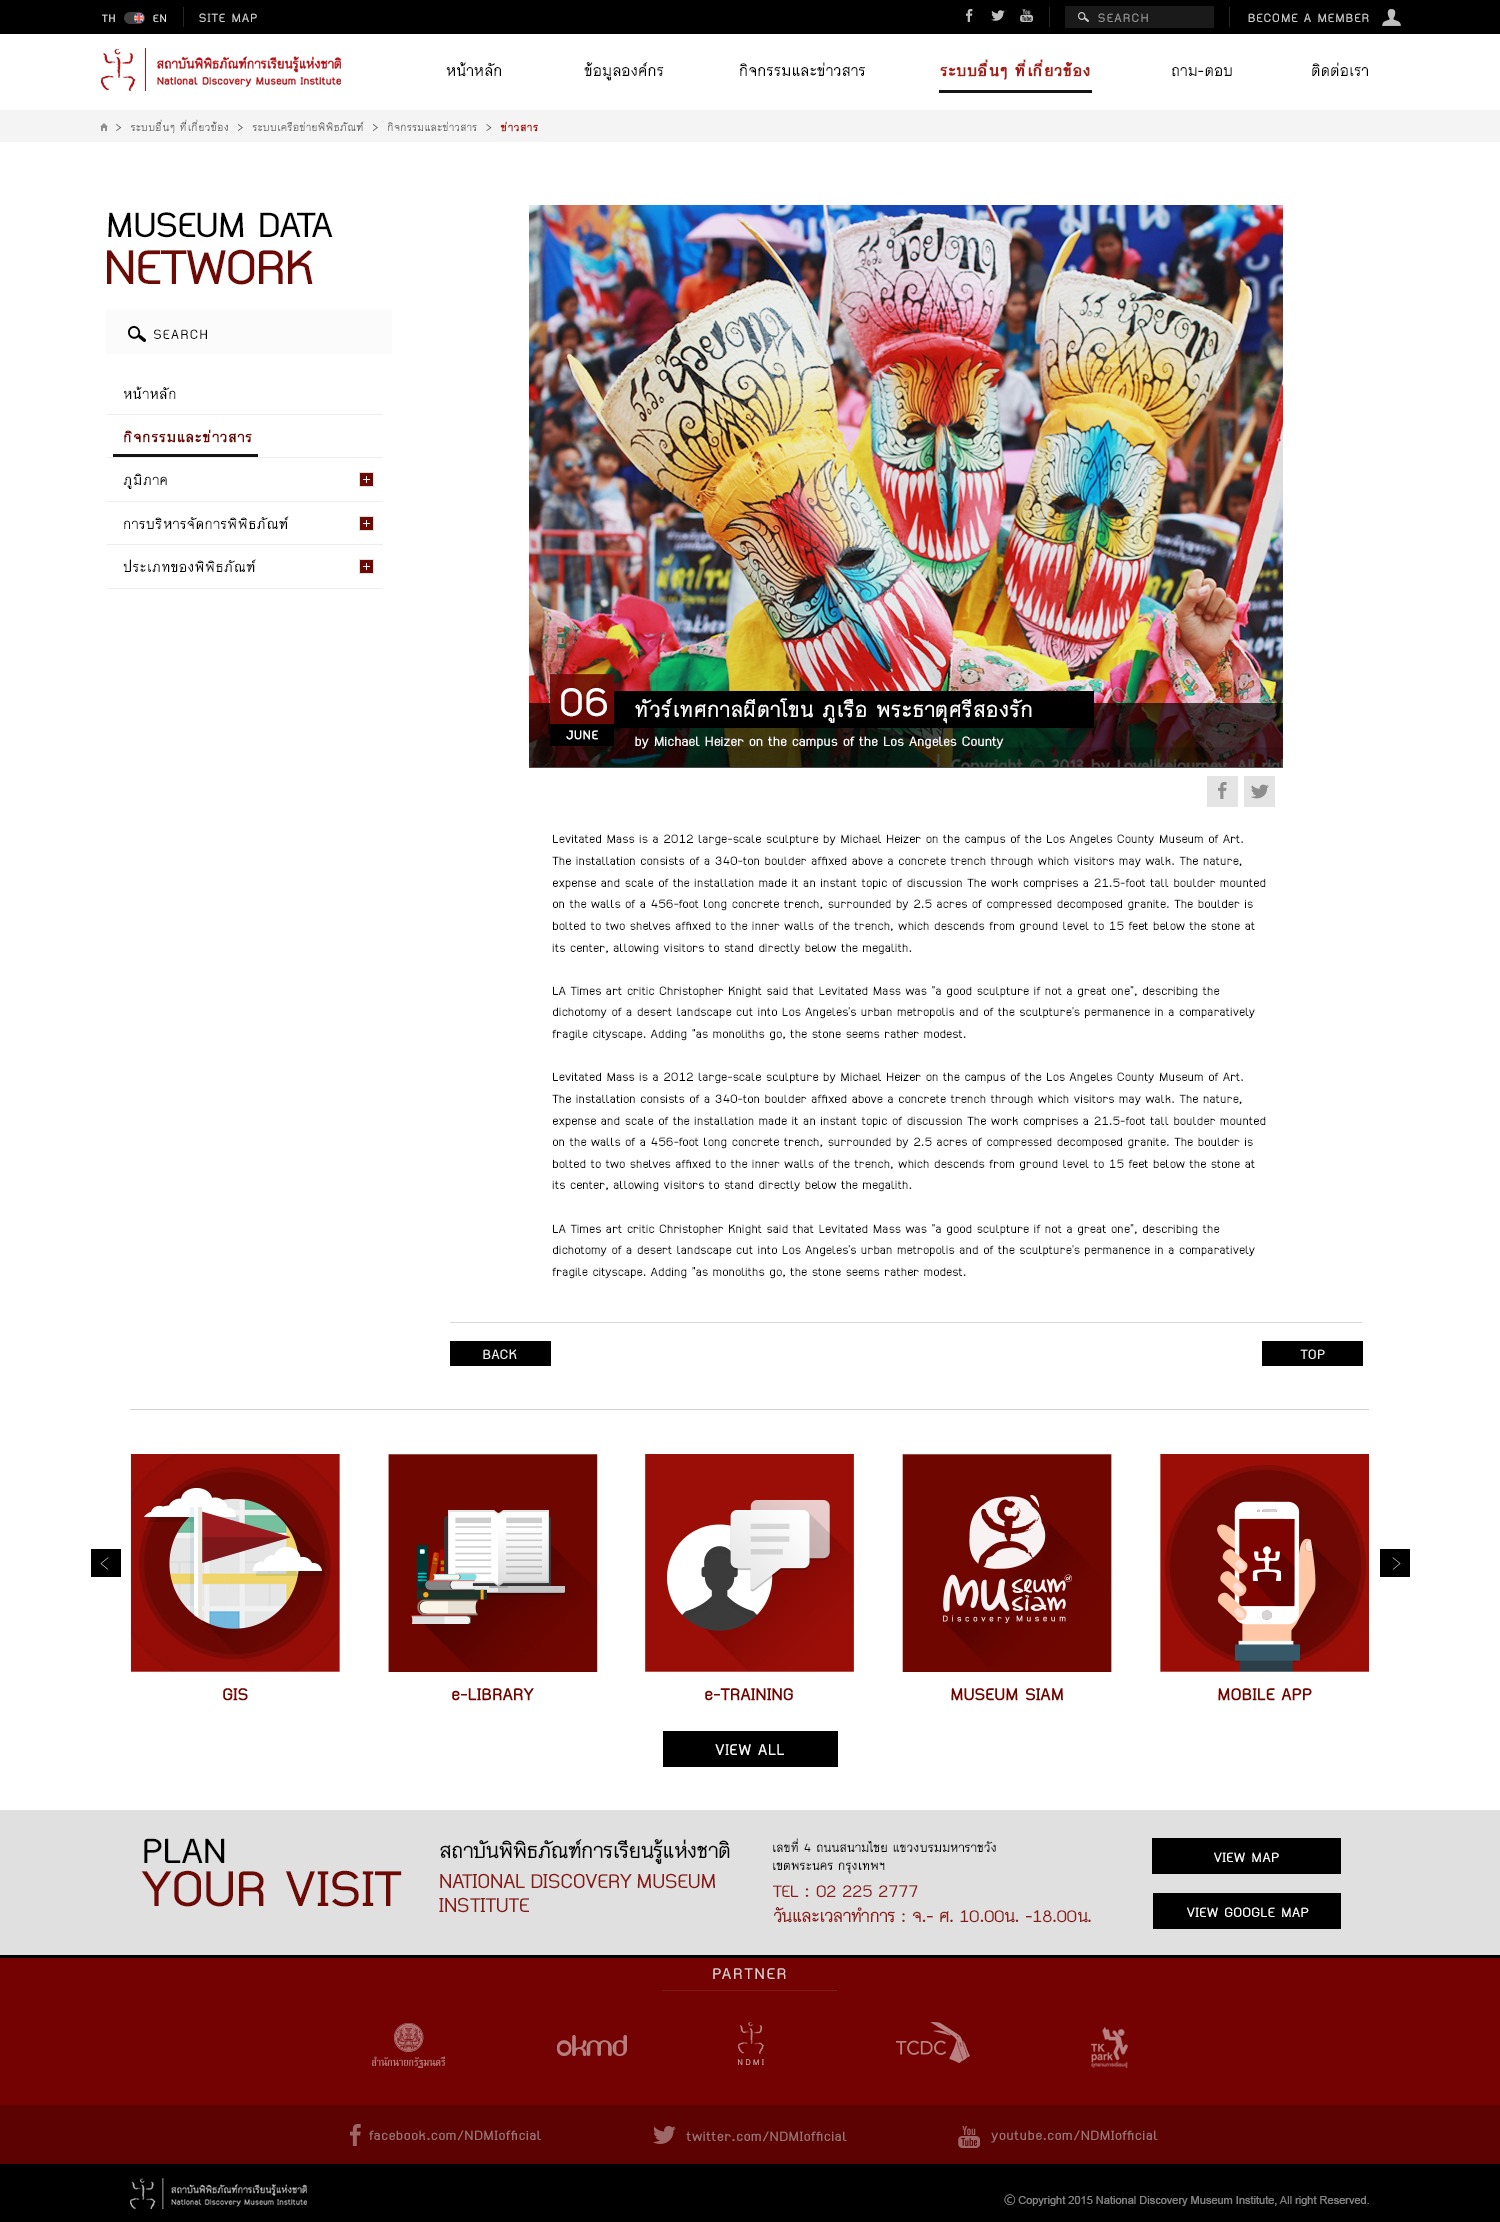 TH EN SITE MAP SEARCH BECOME A MEMBER
สถาบันพิพิธภัณฑ์การเรียนรู้แห่งชาติ
National Discovery Museum Institute
หน้าหลัก ข้อมูลองค์กร กิจกรรมและข่าวสาร ระบบอื่นๆ ที่เกี่ยวข้อง ถาม-ตอบ ติดต่อเรา
> ระบบอื่นๆ ที่เกี่ยวข้อง > ระบบเครือข่ายพิพิธภัณฑ์ > กิจกรรมและข่าวสาร > ข่าวสาร
MUSEUM DATA
NETWORK
SEARCH
หน้าหลัก
กิจกรรมและข่าวสาร
ภูมิภาค
การบริหารจัดการพิพิธภัณฑ์
ประเภทของพิพิธภัณฑ์
ห้วยตาด
ห้วยตาด
ห้วยตาด
06
JUNE
ทัวร์เทศกาลผีตาโขน ภูเรือ พระธาตุศรีสองรัก
by Michael Heizer on the campus of the Los Angeles County
Copyright © 2013 by Lovelikejourney. All
Levitated Mass is a 2012 large-scale sculpture by Michael Heizer on the campus of the Los Angeles County Museum of Art.
The installation consists of a 340-ton boulder affixed above a concrete trench through which visitors may walk. The nature,
expense and scale of the installation made it an instant topic of discussion The work comprises a 21.5-foot tall boulder mounted
on the walls of a 456-foot long concrete trench, surrounded by 2.5 acres of compressed decomposed granite. The boulder is
bolted to two shelves affixed to the inner walls of the trench, which descends from ground level to 15 feet below the stone at
its center, allowing visitors to stand directly below the megalith.
LA Times art critic Christopher Knight said that Levitated Mass was "a good sculpture if not a great one", describing the
dichotomy of a desert landscape cut into Los Angeles's urban metropolis and of the sculpture's permanence in a comparatively
fragile cityscape. Adding "as monoliths go, the stone seems rather modest.
Levitated Mass is a 2012 large-scale sculpture by Michael Heizer on the campus of the Los Angeles County Museum of Art.
The installation consists of a 340-ton boulder affixed above a concrete trench through which visitors may walk. The nature,
expense and scale of the installation made it an instant topic of discussion The work comprises a 21.5-foot tall boulder mounted
on the walls of a 456-foot long concrete trench, surrounded by 2.5 acres of compressed decomposed granite. The boulder is
bolted to two shelves affixed to the inner walls of the trench, which descends from ground level to 15 feet below the stone at
its center, allowing visitors to stand directly below the megalith.
LA Times art critic Christopher Knight said that Levitated Mass was "a good sculpture if not a great one", describing the
dichotomy of a desert landscape cut into Los Angeles's urban metropolis and of the sculpture's permanence in a comparatively
fragile cityscape. Adding "as monoliths go, the stone seems rather modest.
BACK TOP
Museum of Siam
Discovery Museum
GIS e-LIBRARY e-TRAINING MUSEUM SIAM MOBILE APP
VIEW ALL
PLAN
YOUR VISIT
สถาบันพิพิธภัณฑ์การเรียนรู้แห่งชาติ
NATIONAL DISCOVERY MUSEUM
INSTITUTE
เลขที่ 4 ถนนสนามไชย แขวงบรมมหาราชวัง
เขตพระนคร กรุงเทพฯ
TEL : 02 225 2777
วันและเวลาทำการ : จ.- ศ. 10.00น. -18.00น.
VIEW MAP
VIEW GOOGLE MAP
PARTNER
สำนักนายกรัฐมนตรี
okmd
NDMI
TCDC
TK park
facebook.com/NDMIofficial twitter.com/NDMIofficial You Tube youtube.com/NDMIofficial
สถาบันพิพิธภัณฑ์การเรียนรู้แห่งชาติ
National Discovery Museum Institute
© Copyright 2015 National Discovery Museum Institute, All right Reserved.